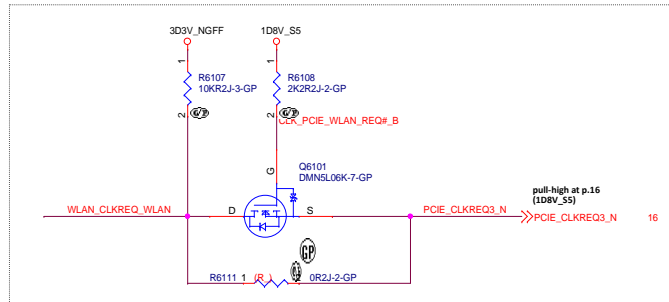 3D3V_NGFF
1D8V_S5
1
1
R6107
10KR2J-3-GP
R6108
2K2R2J-2-GP
2
2
CLK_PCIE_WLAN_REQ#_B
G
Q6101
DMN5L06K-7-GP
pull-high at p.16
(1D8V_S5)
WLAN_CLKREQ_WLAN
D
S
PCIE_CLKREQ3_N
PCIE_CLKREQ3_N
16
GP
R6111
1
(R_)
2
0R2J-2-GP